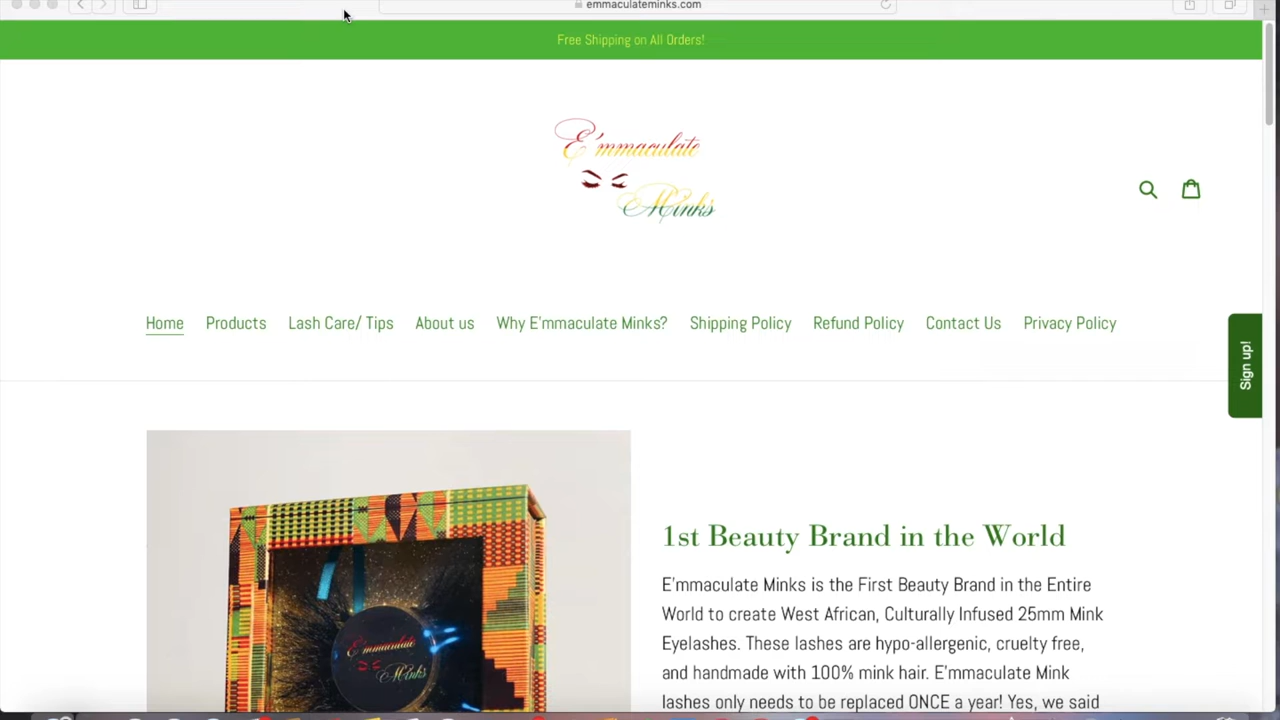 emmaculateminks.com
Free Shipping on All Orders!
E'mmaculate
Minks
Home Products Lash Care/ Tips About us Why E'mmaculate Minks? Shipping Policy Refund Policy Contact Us Privacy Policy
Sign up!
1st Beauty Brand in the World
E'mmaculate Minks is the First Beauty Brand in the Entire
World to create West African, Culturally Infused 25mm Mink
Eyelashes. These lashes are hypo-allergenic, cruelty free,
and handmade with 100% mink hair. E'mmaculate Mink
lashes only needs to be replaced ONCE a year! Yes, we said
E'mmaculate
Minks